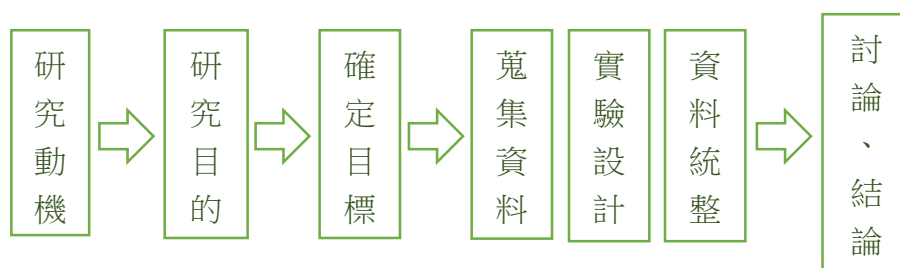 研究動機
研究目的
確定目標
蒐集資料
實驗設計
資料統整
討論、結論